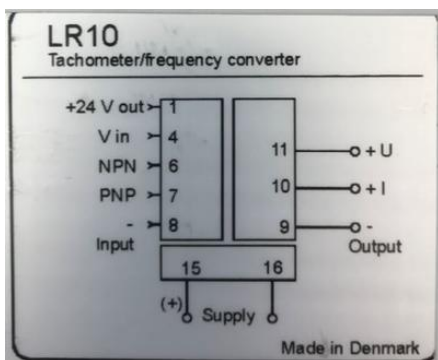 LR10
Tachometer/frequency converter
+24 V out 1
V in 4
NPN 6
PNP 7
- 8
Input
11 +U
10 +I
9 -
Output
15 16
(+) Supply
Made in Denmark